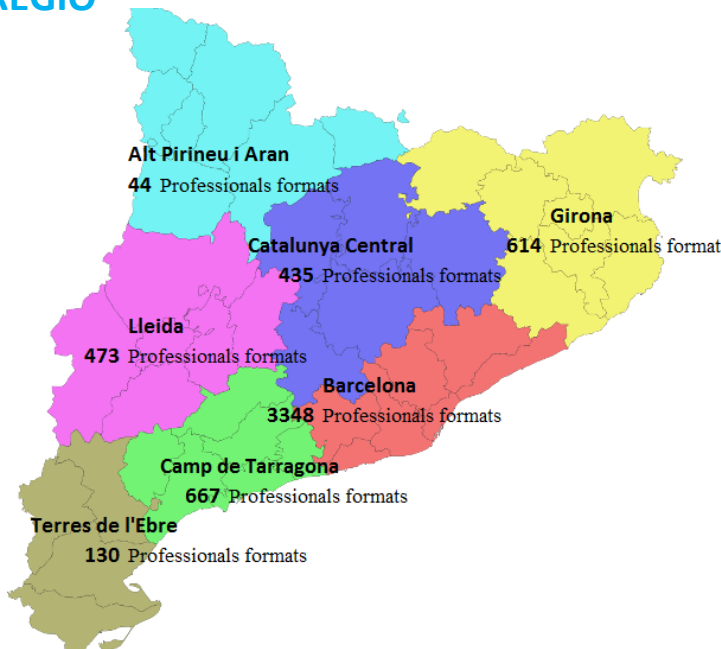 Alt Pirineu i Aran
44 Professionals formats
Girona
614 Professionals format
Catalunya Central
435 Professionals formats
Lleida
473 Professionals formats
Barcelona
3348 Professionals formats
Camp de Tarragona
667 Professionals formats
Terres de l'Ebre
130 Professionals formats